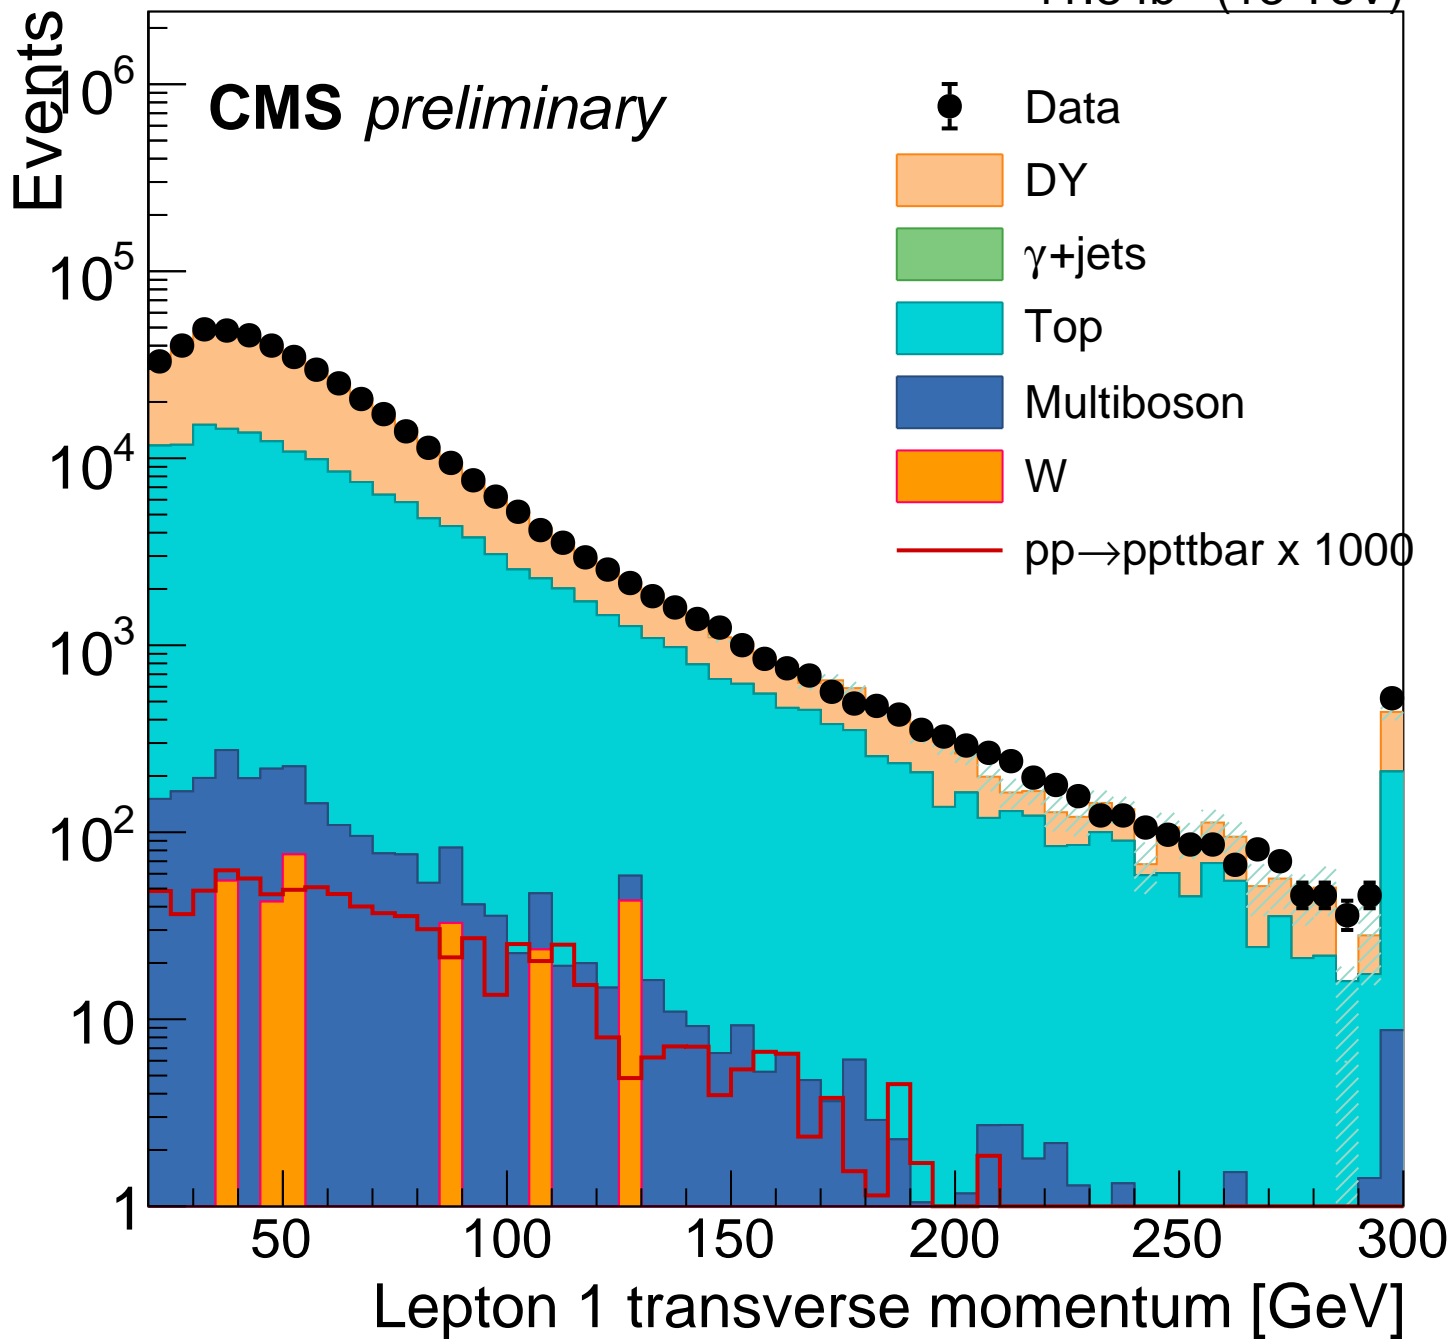 Events
CMS preliminary
Data
DY
γ+jets
Top
Multiboson
W
pp→ppttbar x 1000
10⁶
10⁵
10⁴
10³
10²
10
1
50 100 150 200 250 300
Lepton 1 transverse momentum [GeV]